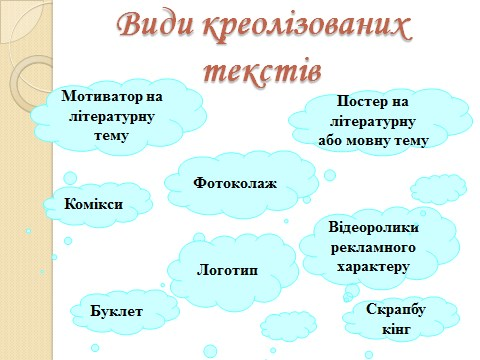 Види креолізованих
текстів
Мотиватор на
літературну
тему
Постер на
літературну
або мовну тему
Фотоколаж
Комікси
Відеоролики
рекламного
характеру
Логотип
Буклет
Скрапбу
кінг